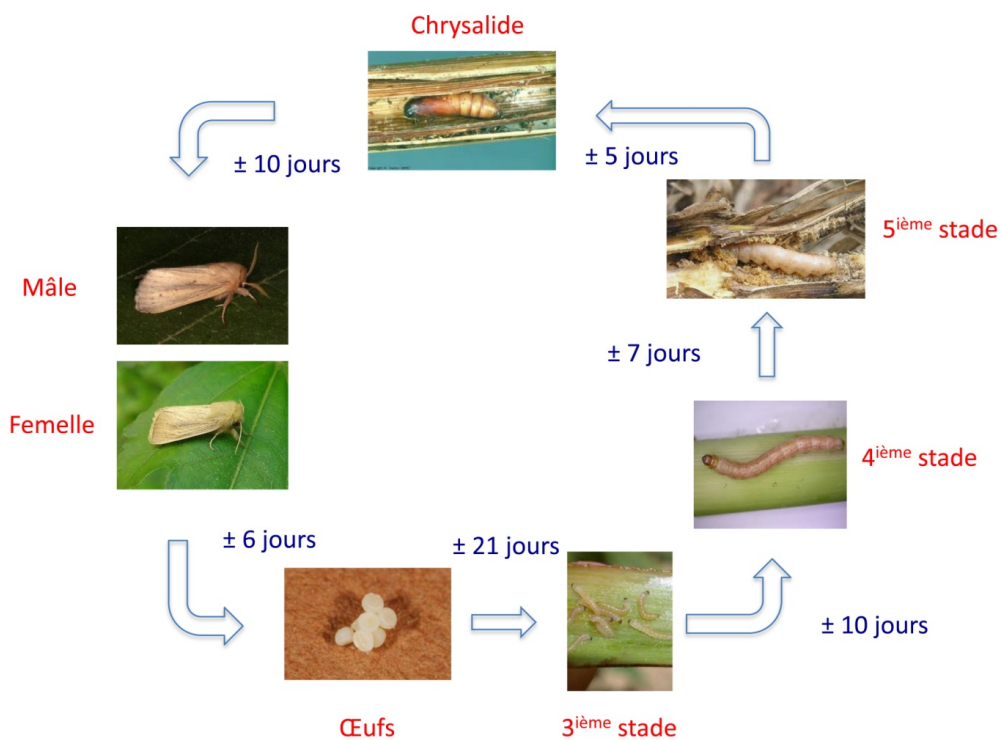 Chrysalide
± 10 jours
± 5 jours
5ième stade
Mâle
± 7 jours
Femelle
4ième stade
± 6 jours
± 21 jours
± 10 jours
Œufs
3ième stade